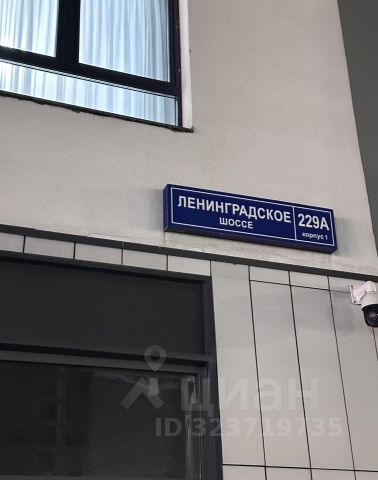 ЛЕНИНГРАДСКОЕ
ШОССЕ
229А
корпус 1
циан
ID 323719735